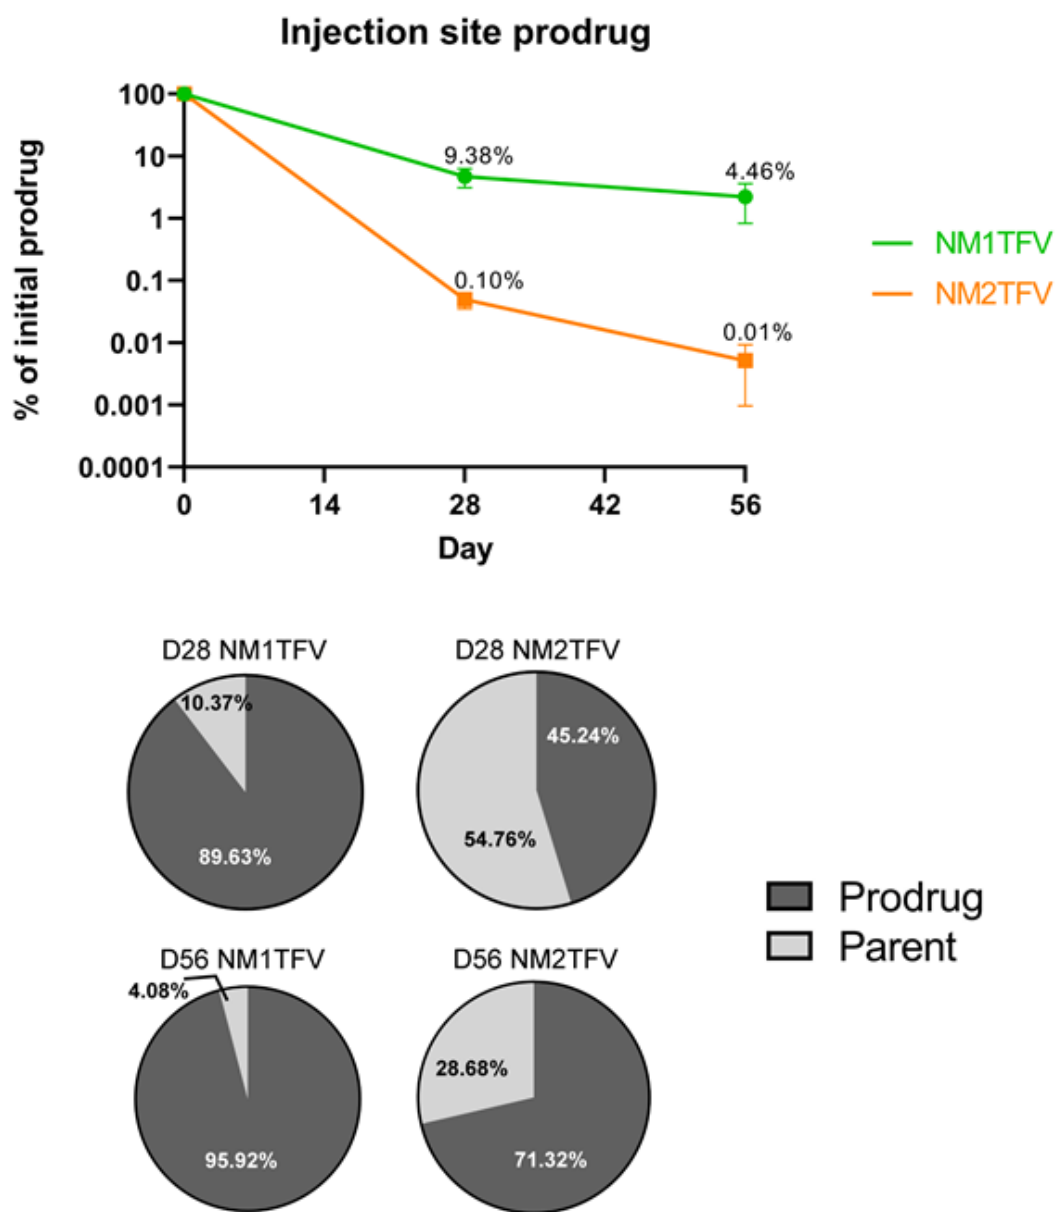 Injection site prodrug
% of initial prodrug
100
10
1
0.1
0.01
0.001
0.0001
9.38%
4.46%
0.10%
0.01%
0 14 28 42 56
Day
NM1TFV
NM2TFV
D28 NM1TFV
10.37%
89.63%
D28 NM2TFV
45.24%
54.76%
D56 NM1TFV
4.08%
95.92%
D56 NM2TFV
28.68%
71.32%
Prodrug
Parent